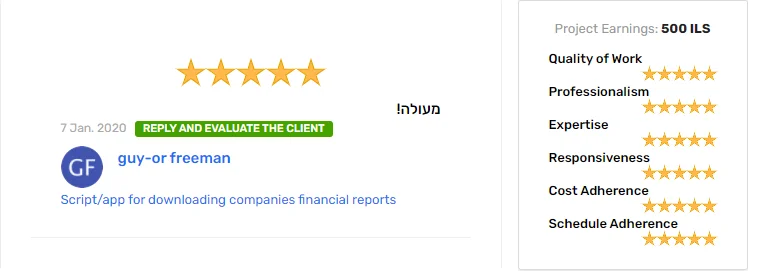 מעולה!
7 Jan. 2020 REPLY AND EVALUATE THE CLIENT
GF guy-or freeman
Script/app for downloading companies financial reports
Project Earnings: 500 ILS
Quality of Work
Professionalism
Expertise
Responsiveness
Cost Adherence
Schedule Adherence